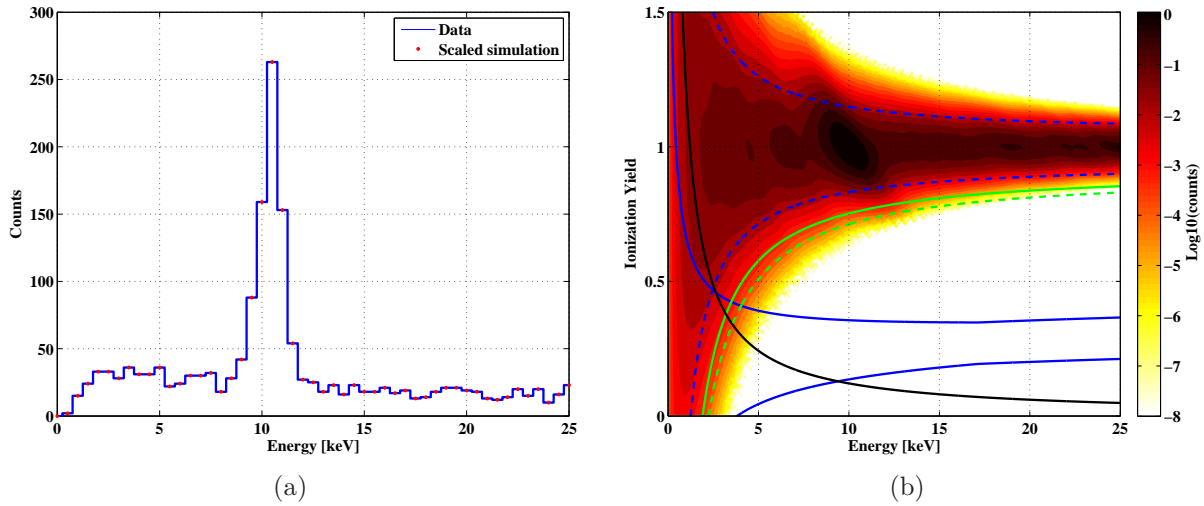 300
250
200
150
100
50
0
Counts
0 5 10 15 20 25
Energy [keV]
Data
Scaled simulation
(a)
1.5
1
0.5
0
Ionization Yield
0 5 10 15 20 25
Energy [keV]
0
−1
−2
−3
−4
−5
−6
−7
−8
Log10(counts)
(b)